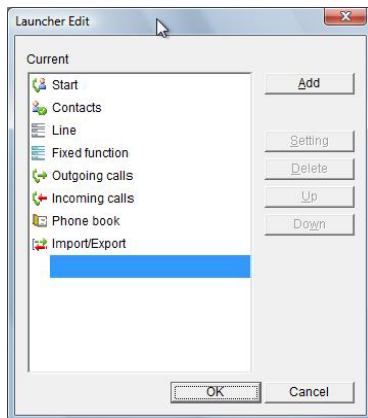 Launcher Edit
Current
Start
Contacts
Line
Fixed function
Outgoing calls
Incoming calls
Phone book
Import/Export
Add
Setting
Delete
Up
Down
OK
Cancel